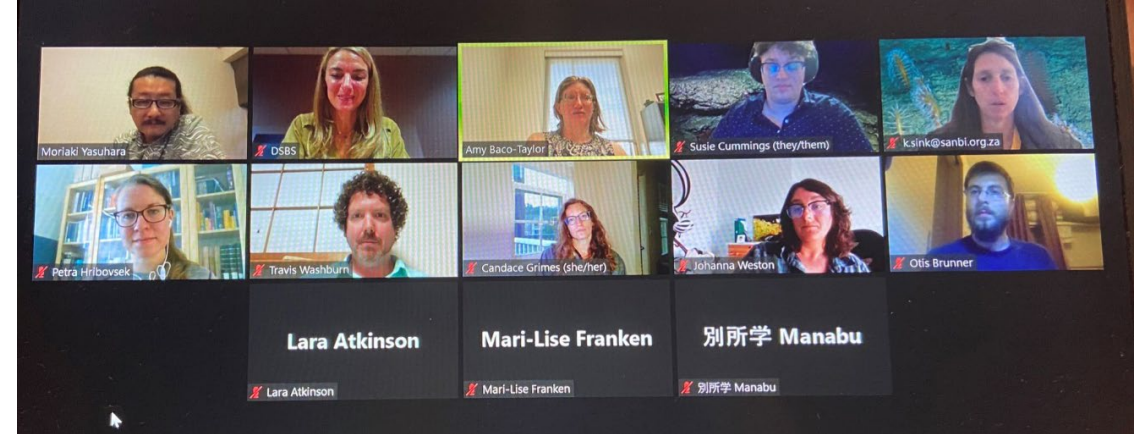 Moriaki Yasuhara
DSBS
Amy Baco-Taylor
Susie Cummings (they/them)
k.sink@sanbi.org.za
Petra Hribovsek
Travis Washburn
Candace Grimes (she/her)
Johanna Weston
Otis Brunner
Lara Atkinson
Mari-Lise Franken
別所学 Manabu
Lara Atkinson
Mari-Lise Franken
別所学 Manabu